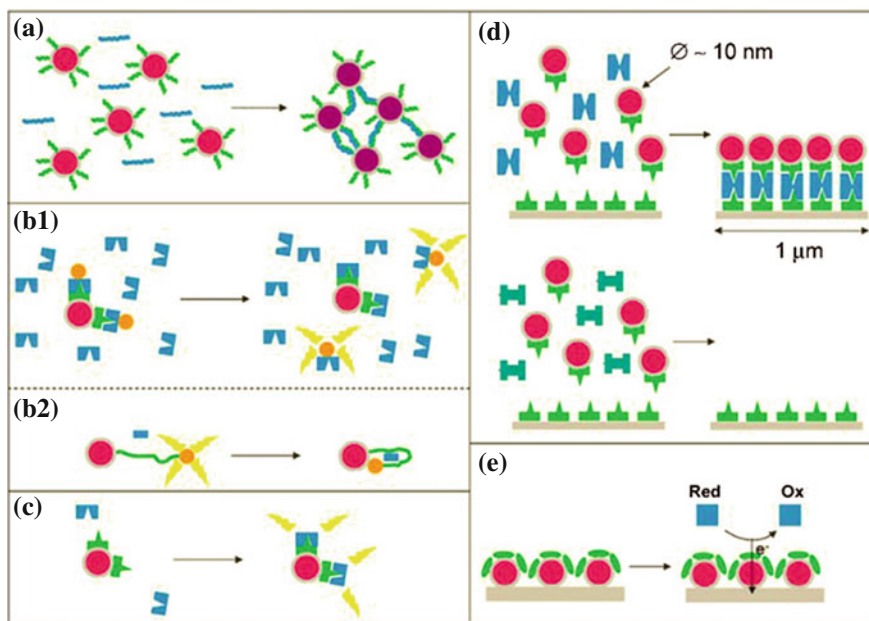 (a)
(b1)
(b2)
(c)
(d)
Ø ~ 10 nm
1 μm
(e)
Red Ox
e-